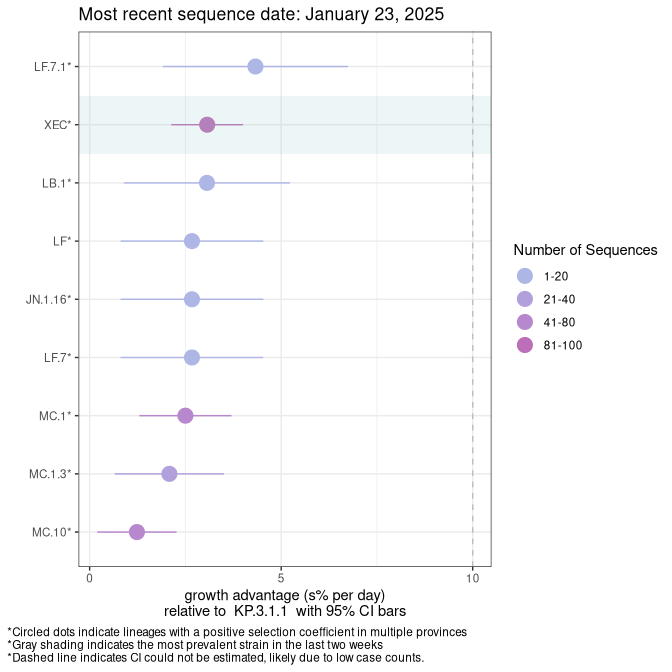 Most recent sequence date: January 23, 2025
LF.7.1*
XEC*
LB.1*
LF*
JN.1.16*
LF.7*
MC.1*
MC.1.3*
MC.10*
0 5 10
growth advantage (s% per day)
relative to KP.3.1.1 with 95% CI bars
Number of Sequences
1-20
21-40
41-80
81-100
*Circled dots indicate lineages with a positive selection coefficient in multiple provinces
*Gray shading indicates the most prevalent strain in the last two weeks
*Dashed line indicates CI could not be estimated, likely due to low case counts.